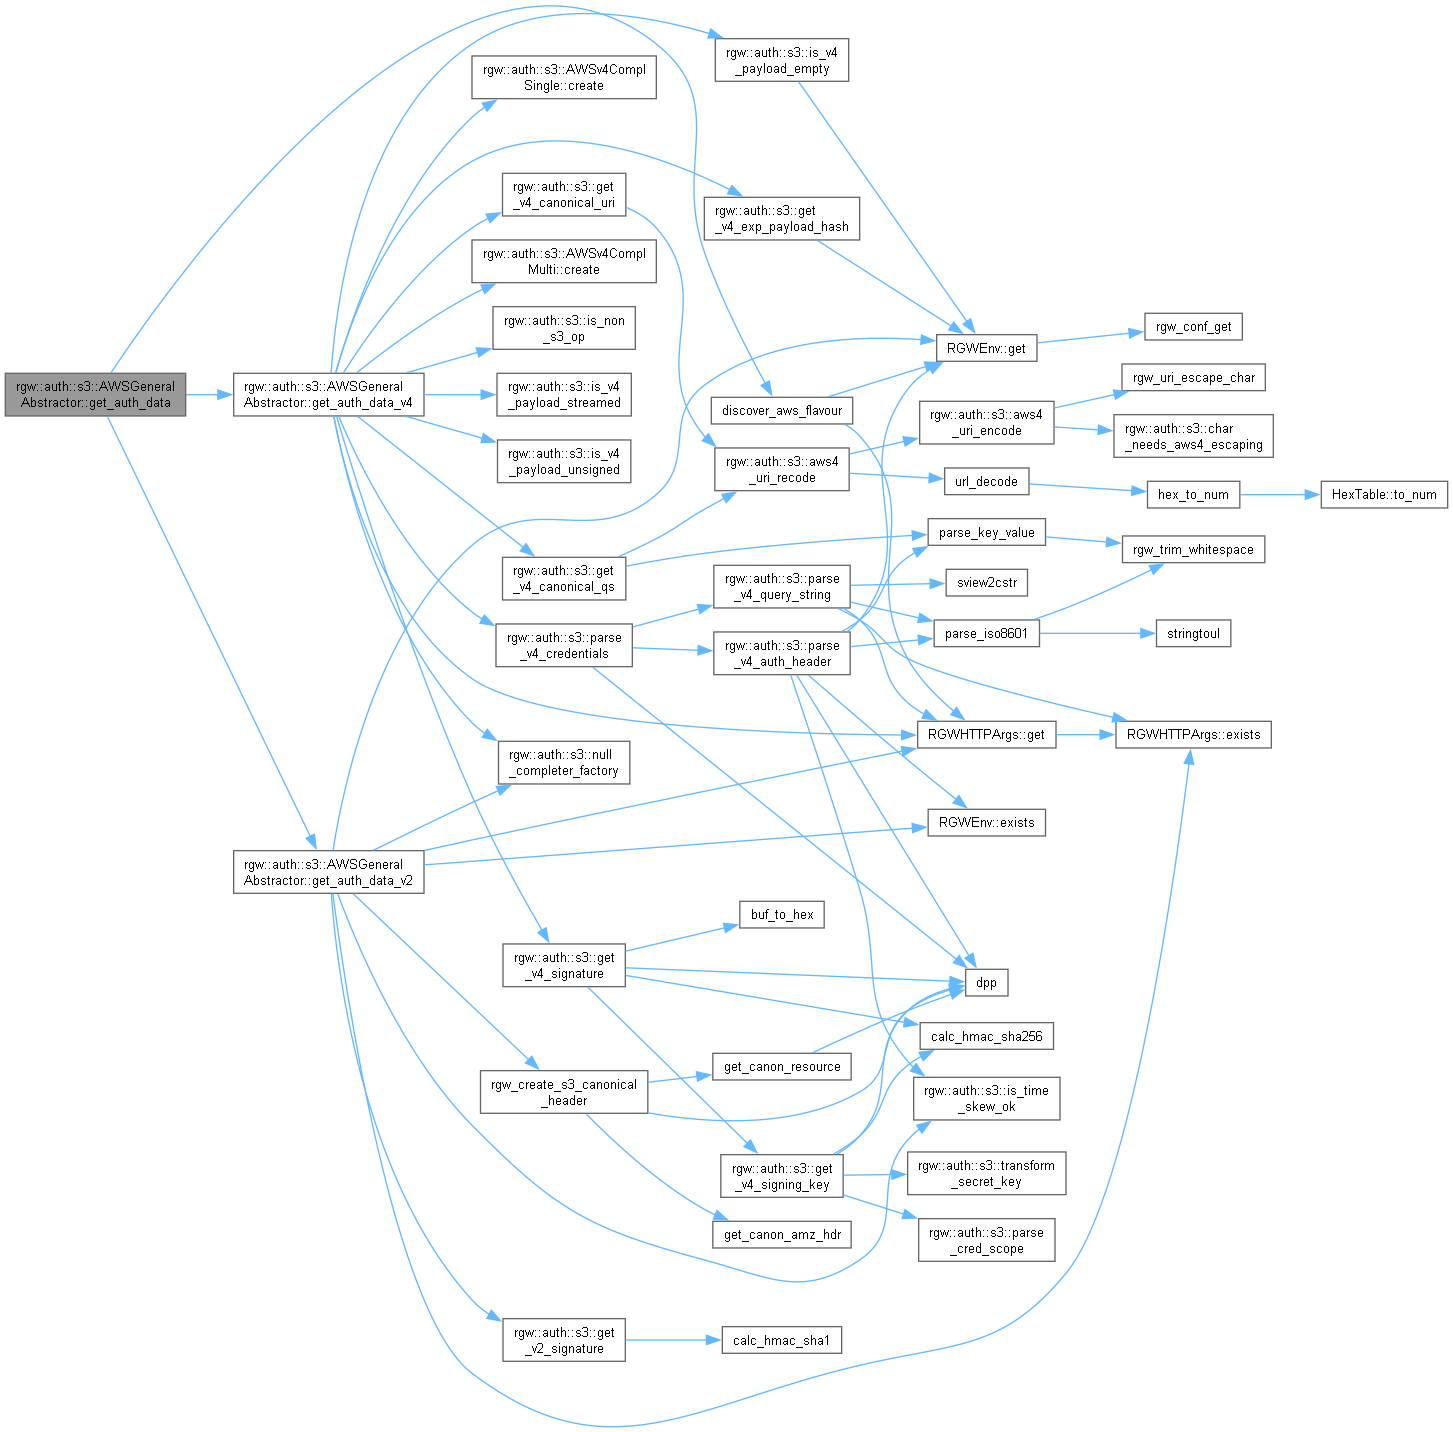 rgw::auth::s3::AWSGeneral
Abstractor::get_auth_data
rgw::auth::s3::AWSGeneral
Abstractor::get_auth_data_v4
rgw::auth::s3::AWSGeneral
Abstractor::get_auth_data_v2
rgw::auth::s3::AWSv4Compl
Single::create
rgw::auth::s3::get
_v4_canonical_uri
rgw::auth::s3::AWSv4Compl
Multi::create
rgw::auth::s3::is_non
_s3_op
rgw::auth::s3::is_v4
_payload_streamed
rgw::auth::s3::is_v4
_payload_unsigned
rgw::auth::s3::get
_v4_canonical_qs
rgw::auth::s3::parse
_v4_credentials
rgw::auth::s3::null
_completer_factory
rgw::auth::s3::get
_v4_signature
rgw_create_s3_canonical
_header
rgw::auth::s3::get
_v2_signature
rgw::auth::s3::is_v4
_payload_empty
rgw::auth::s3::get
_v4_exp_payload_hash
discover_aws_flavour
rgw::auth::s3::aws4
_uri_recode
rgw::auth::s3::parse
_v4_query_string
rgw::auth::s3::parse
_v4_auth_header
buf_to_hex
get_canon_resource
rgw::auth::s3::get
_v4_signing_key
get_canon_amz_hdr
calc_hmac_sha1
RGWEnv::get
rgw::auth::s3::aws4
_uri_encode
url_decode
parse_key_value
sview2cstr
parse_iso8601
RGWHTTPArgs::get
RGWEnv::exists
dpp
calc_hmac_sha256
rgw::auth::s3::is_time
_skew_ok
rgw::auth::s3::transform
_secret_key
rgw::auth::s3::parse
_cred_scope
rgw_conf_get
rgw_uri_escape_char
rgw::auth::s3::char
_needs_aws4_escaping
hex_to_num
rgw_trim_whitespace
stringtoul
RGWHTTPArgs::exists
HexTable::to_num